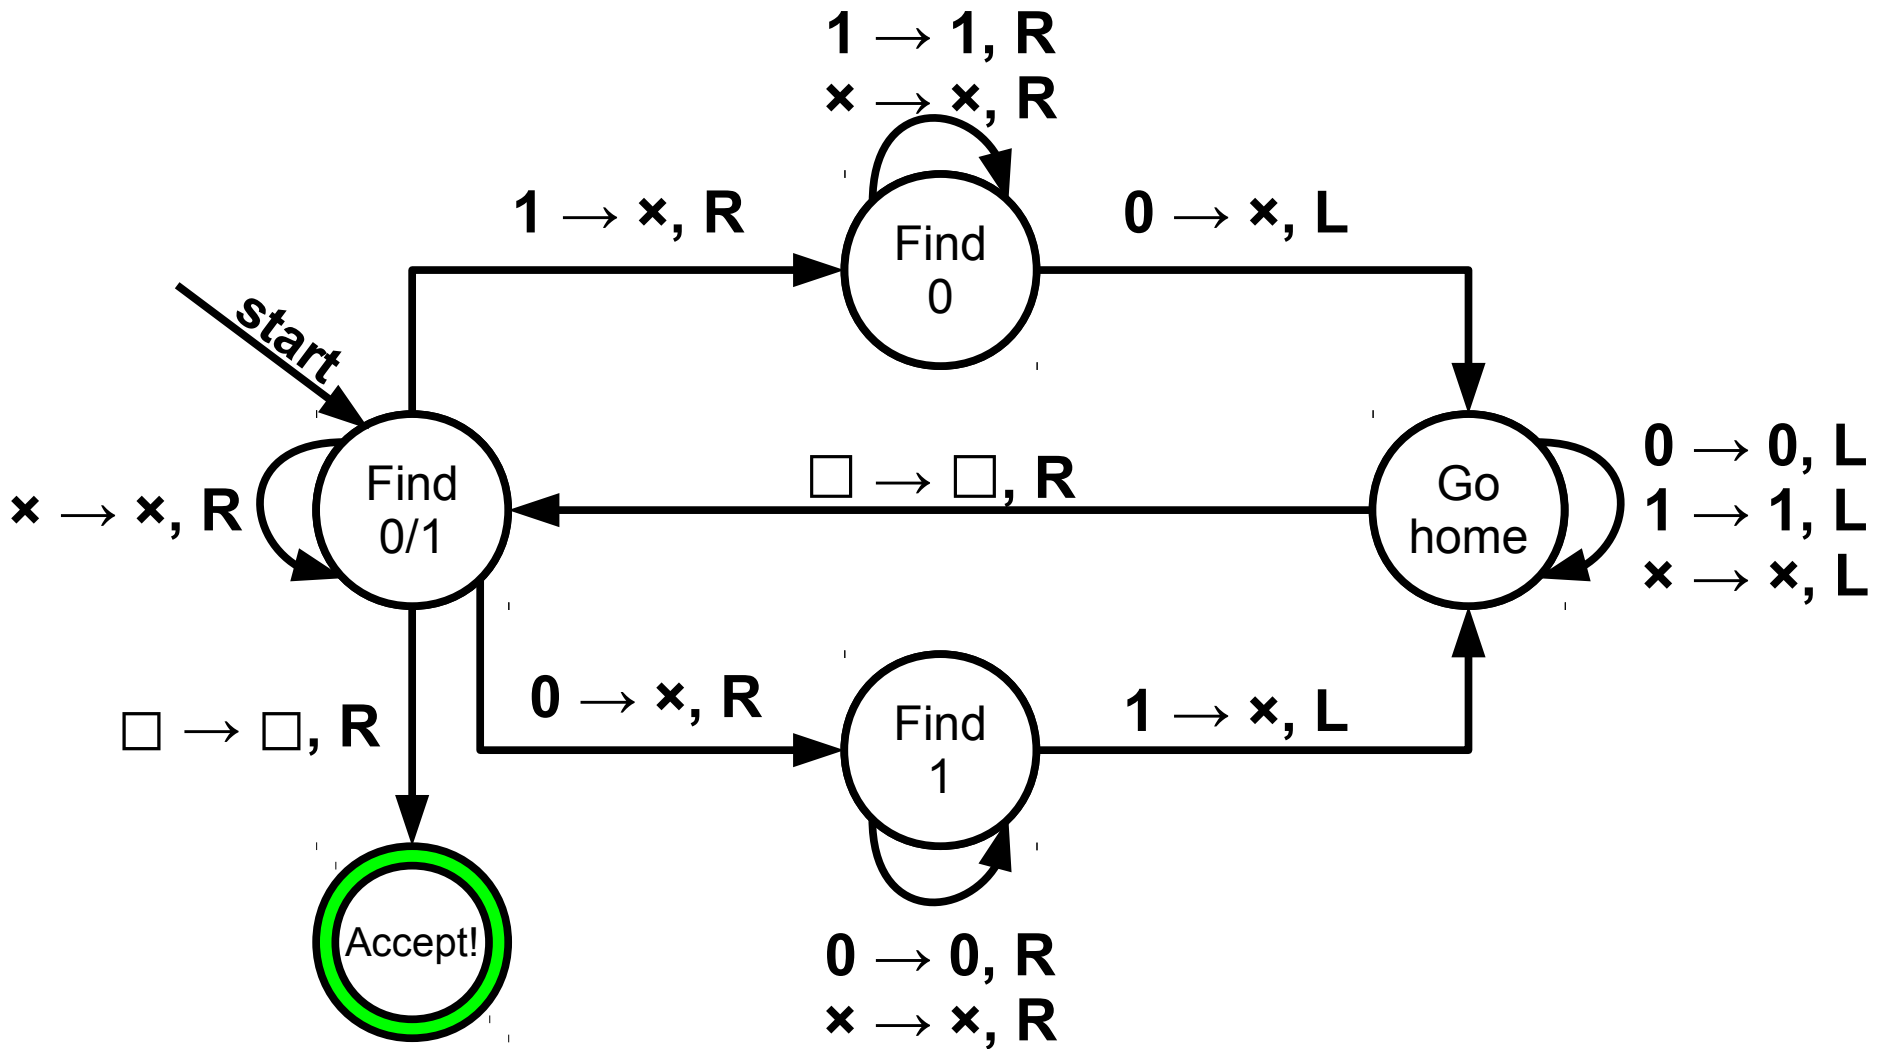 1 → 1, R
× → ×, R
1 → ×, R
Find
0
0 → ×, L
start
Find
0/1
× → ×, R
□ → □, R
Go
home
0 → 0, L
1 → 1, L
× → ×, L
□ → □, R
0 → ×, R
Find
1
1 → ×, L
Accept!
0 → 0, R
× → ×, R